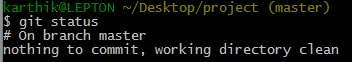 karthik@LEPTON ~/Desktop/project (master)
$ git status
# On branch master
nothing to commit, working directory clean